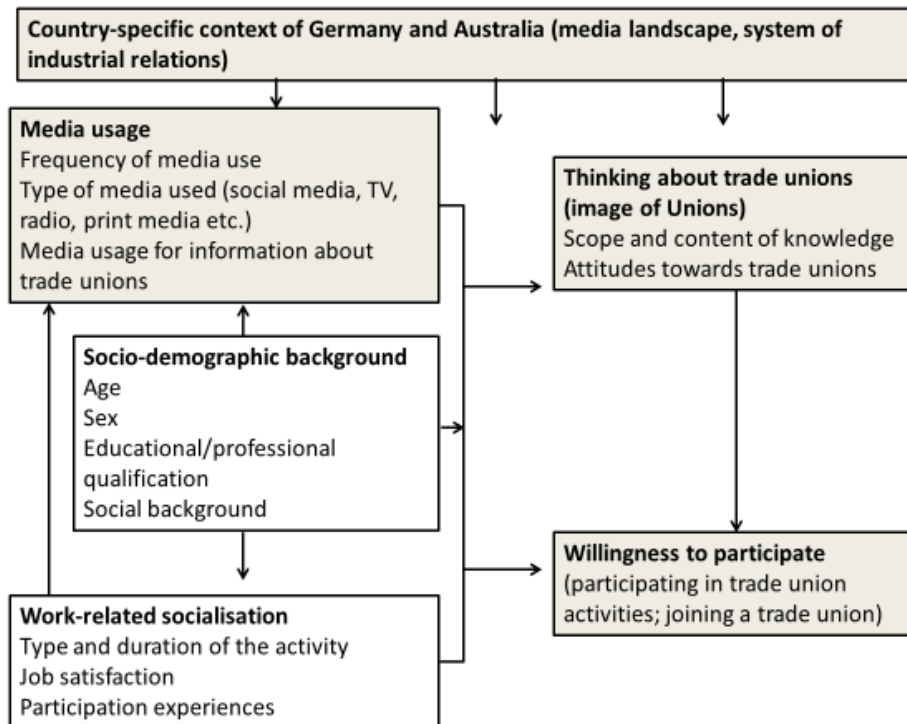 Country-specific context of Germany and Australia (media landscape, system of
industrial relations)
Media usage
Frequency of media use
Type of media used (social media, TV,
radio, print media etc.)
Media usage for information about
trade unions
Thinking about trade unions
(image of Unions)
Scope and content of knowledge
Attitudes towards trade unions
Socio-demographic background
Age
Sex
Educational/professional
qualification
Social background
Willingness to participate
(participating in trade union
activities; joining a trade union)
Work-related socialisation
Type and duration of the activity
Job satisfaction
Participation experiences